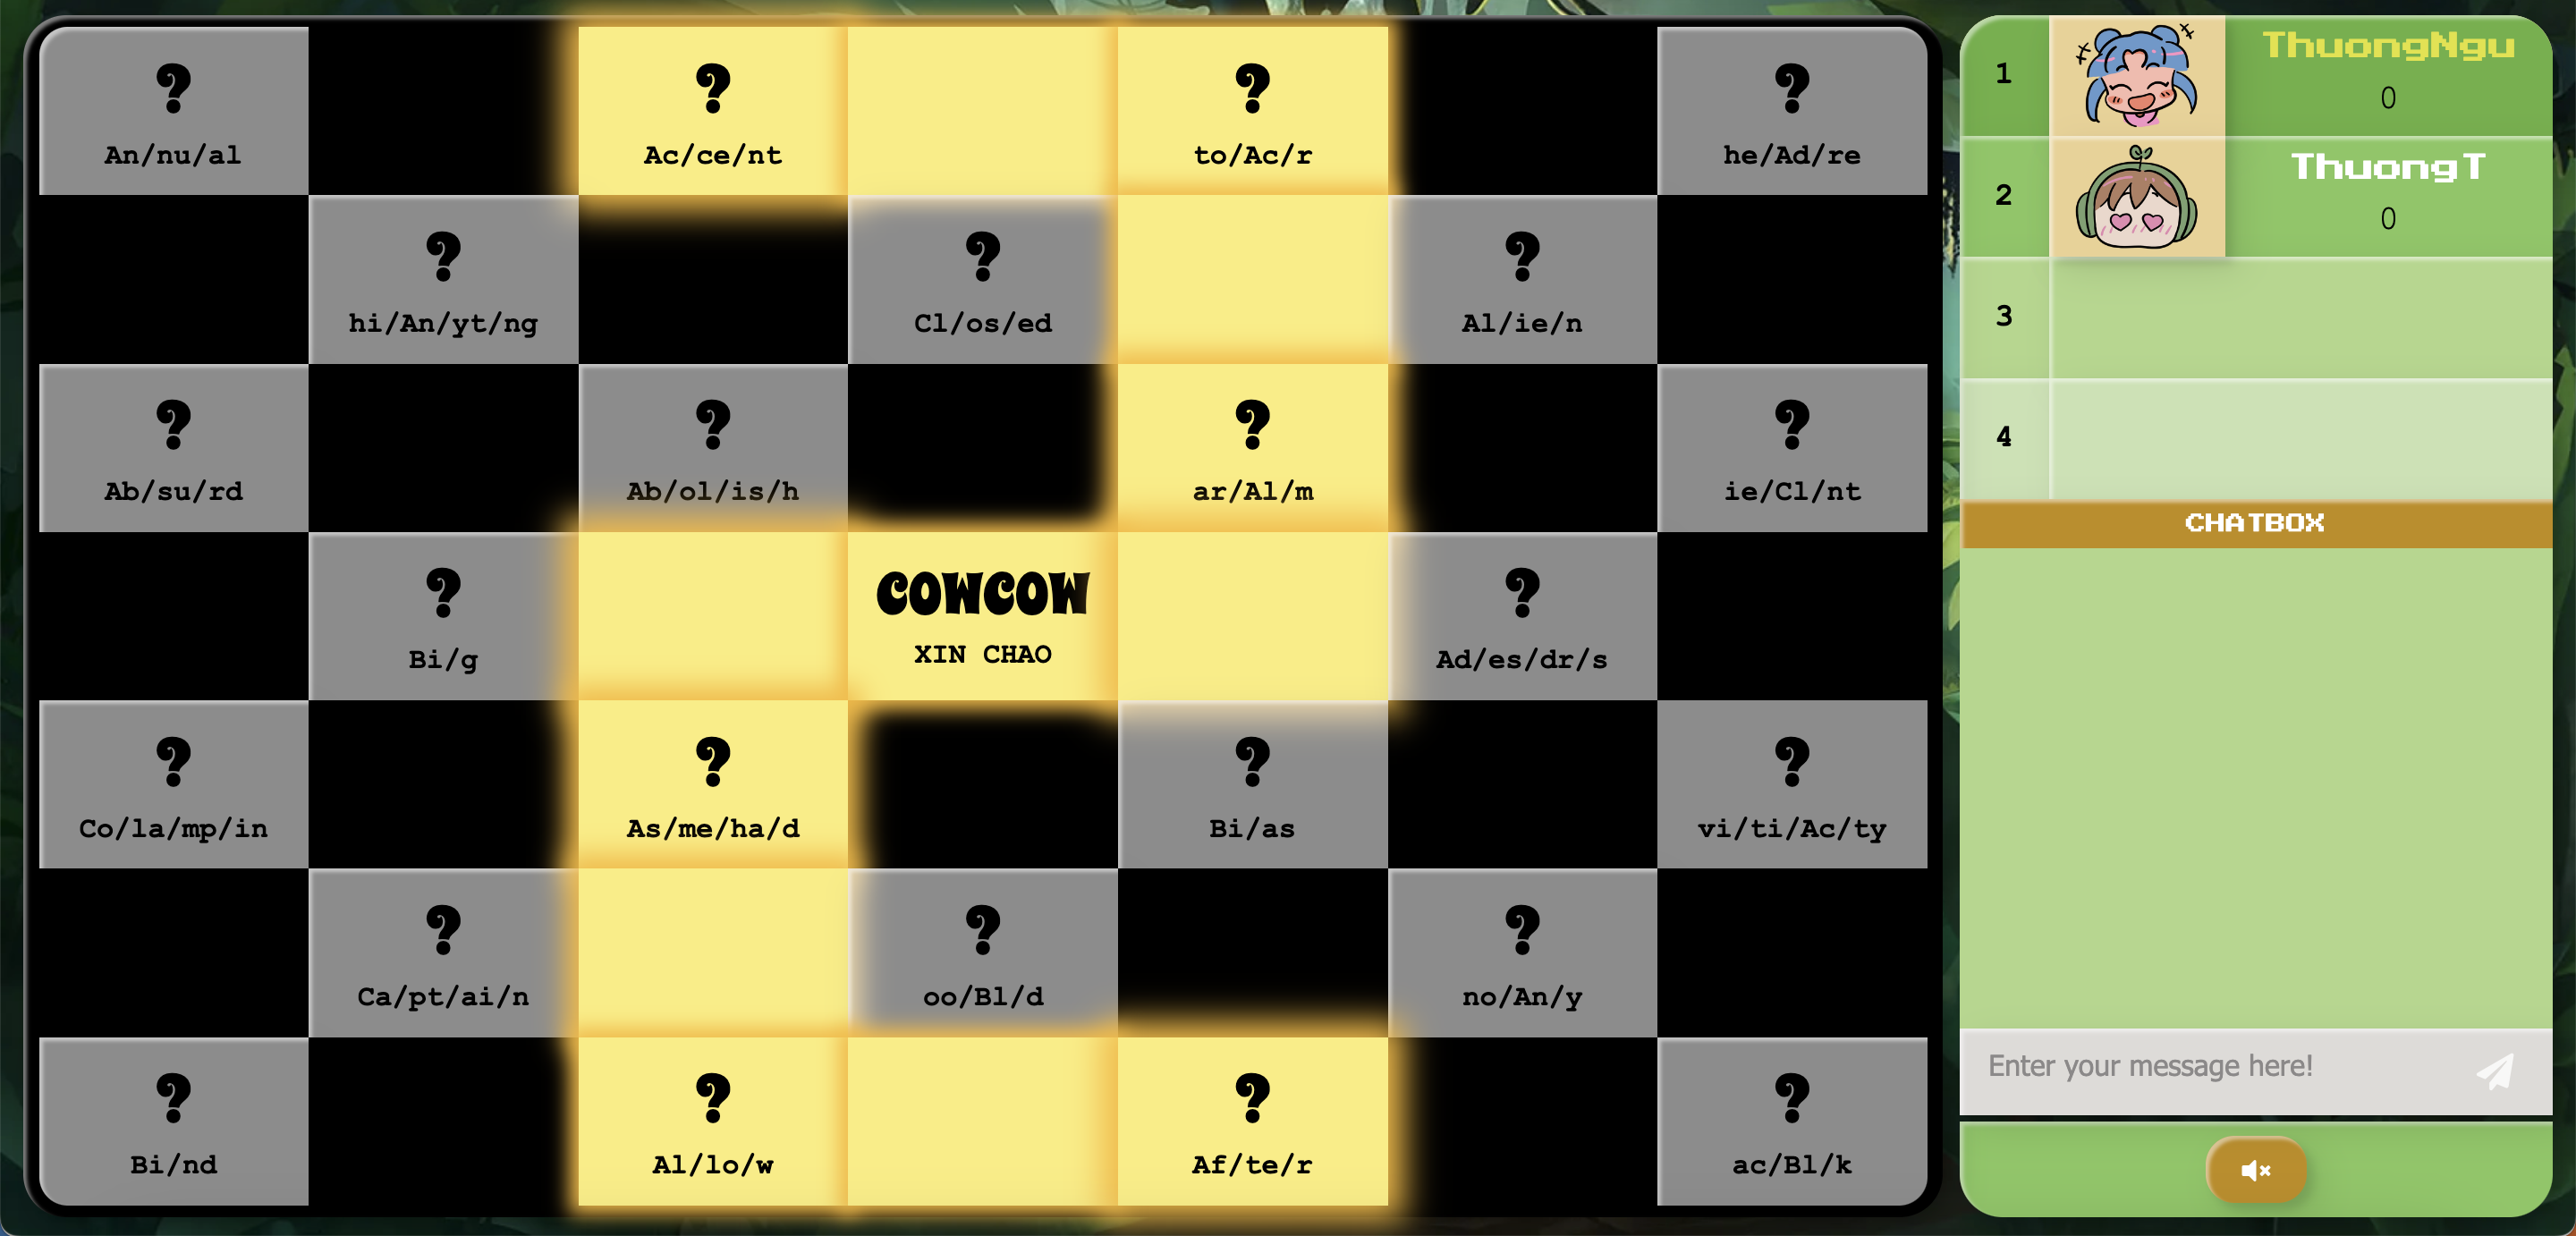 ?
An/nu/al
?
Ac/ce/nt
?
to/Ac/r
?
he/Ad/re
?
hi/An/yt/ng
?
Cl/os/ed
?
Al/ie/n
?
Ab/su/rd
?
Ab/ol/is/h
?
ar/Al/m
?
ie/Cl/nt
?
Bi/g
COWCOW
XIN CHAO
?
Ad/es/dr/s
?
Co/la/mp/in
?
As/me/ha/d
?
Bi/as
?
vi/ti/Ac/ty
?
Ca/pt/ai/n
?
oo/Bl/d
?
no/An/y
?
Bi/nd
?
Al/lo/w
?
Af/te/r
?
ac/Bl/k
1
ThuongNgu
0
2
ThuongT
0
3
4
CHATBOX
Enter your message here!